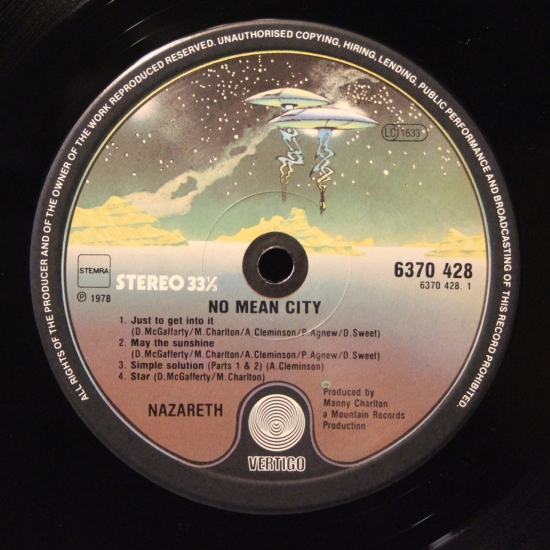 ALL RIGHTS OF THE PRODUCER AND OF THE OWNER OF THE WORK REPRODUCED RESERVED. UNAUTHORISED COPYING, HIRING, LENDING, PUBLIC PERFORMANCE AND BROADCASTING OF THIS RECORD PROHIBITED.
LC 1633
STEMRA
STEREO 33⅓
6370 428
℗ 1978
6370 428. 1
NO MEAN CITY
1. Just to get into it
(D.McGafferty/M.Charlton/A.Cleminson/P.Agnew/D.Sweet)
2. May the sunshine
(D.McGafferty/M.Charlton/A.Cleminson/P.Agnew/D.Sweet)
3. Simple solution (Parts 1 & 2) (A.Cleminson)
4. Star (D.McGafferty/M.Charlton)
NAZARETH
Produced by
Manny Charlton
a Mountain Records
Production
VERTIGO